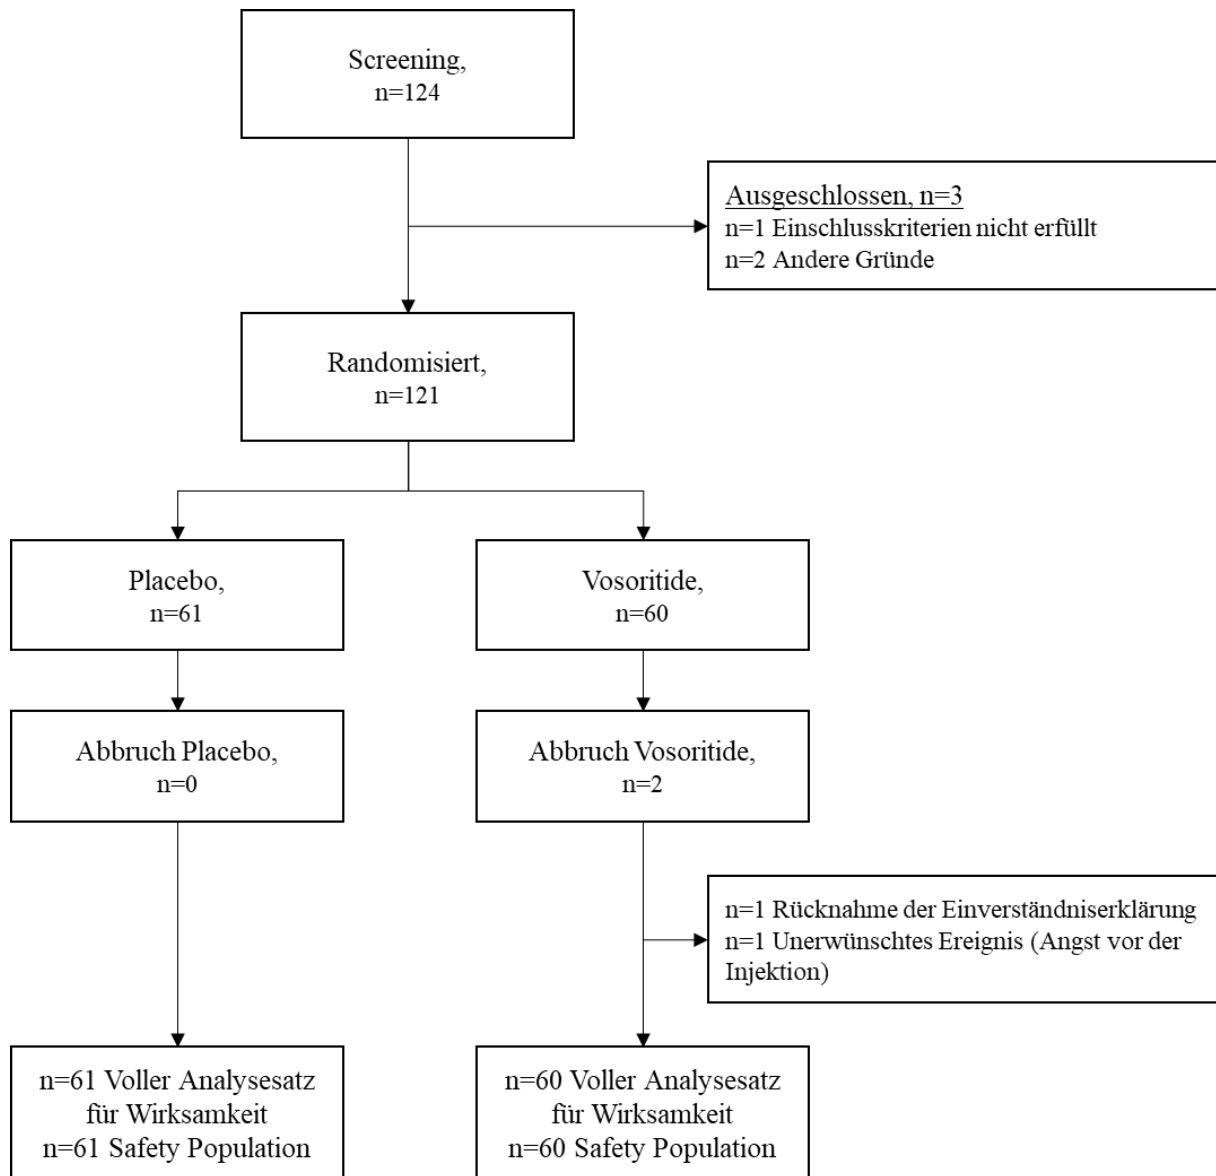 Screening,
n=124
Ausgeschlossen, n=3
n=1 Einschlusskriterien nicht erfüllt
n=2 Andere Gründe
Randomisiert,
n=121
Placebo,
n=61
Vosoritide,
n=60
Abbruch Placebo,
n=0
Abbruch Vosoritide,
n=2
n=1 Rücknahme der Einverständniserklärung
n=1 Unerwünschtes Ereignis (Angst vor der
Injektion)
n=61 Voller Analysesatz
für Wirksamkeit
n=61 Safety Population
n=60 Voller Analysesatz
für Wirksamkeit
n=60 Safety Population